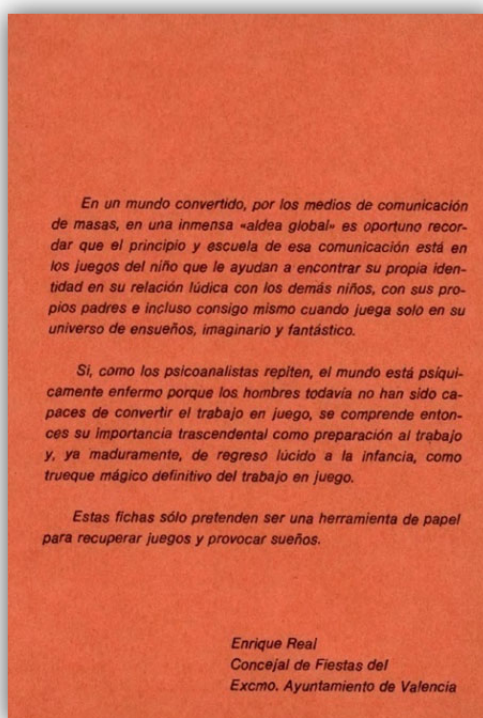 En un mundo convertido, por los medios de comunicación
de masas, en una inmensa «aldea global» es oportuno recor-
dar que el principio y escuela de esa comunicación está en
los juegos del niño que le ayudan a encontrar su propia iden-
tidad en su relación lúdica con los demás niños, con sus pro-
pios padres e incluso consigo mismo cuando juega solo en su
universo de ensueños, imaginario y fantástico.
Si, como los psicoanalistas repiten, el mundo está psíqui-
camente enfermo porque los hombres todavía no han sido ca-
paces de convertir el trabajo en juego, se comprende enton-
ces su importancia trascendental como preparación al trabajo
y, ya maduramente, de regreso lúcido a la infancia, como
trueque mágico definitivo del trabajo en juego.
Estas fichas sólo pretenden ser una herramienta de papel
para recuperar juegos y provocar sueños.
Enrique Real
Concejal de Fiestas del
Excmo. Ayuntamiento de Valencia